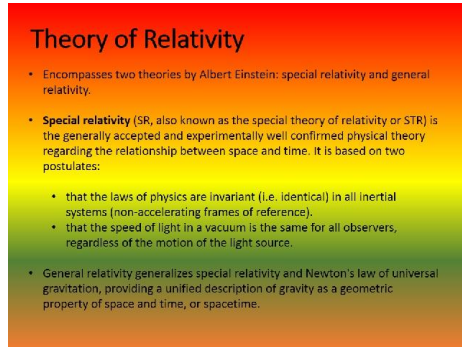 Theory of Relativity
• Encompasses two theories by Albert Einstein: special relativity and general
relativity.
• Special relativity (SR, also known as the special theory of relativity or STR) is
the generally accepted and experimentally well confirmed physical theory
regarding the relationship between space and time. It is based on two
postulates:
• that the laws of physics are invariant (i.e. identical) in all inertial
systems (non-accelerating frames of reference).
• that the speed of light in a vacuum is the same for all observers,
regardless of the motion of the light source.
• General relativity generalizes special relativity and Newton's law of universal
gravitation, providing a unified description of gravity as a geometric
property of space and time, or spacetime.